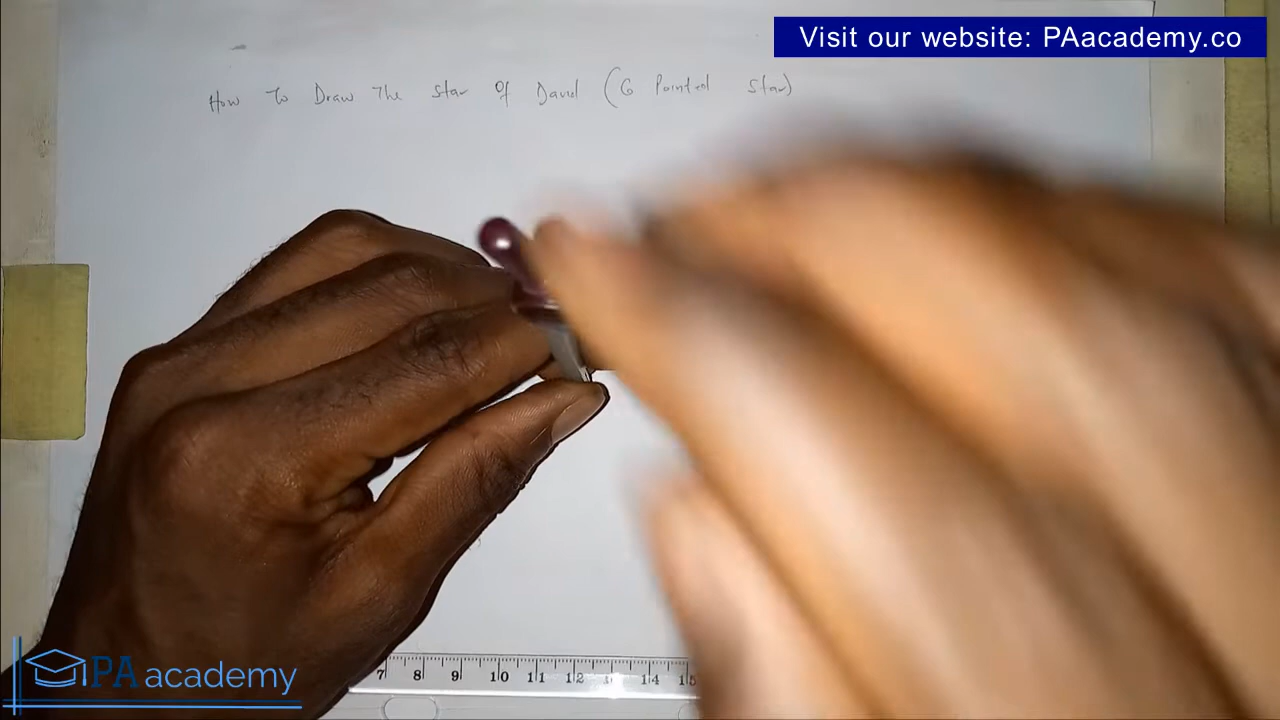 Visit our website: PAacademy.co
How To Draw The Star Of David (6 Pointed Star)
7 8 9 10 11 12 13 14 15
PA academy